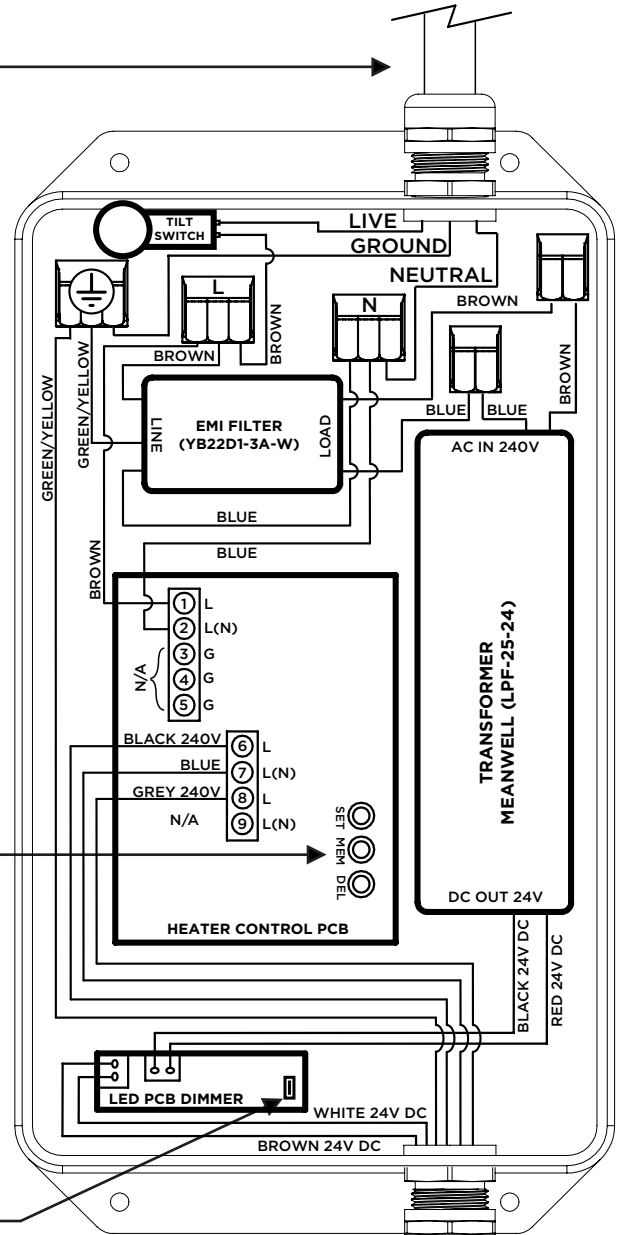 TILT
SWITCH
LIVE
GROUND
NEUTRAL
L
N
BROWN
BROWN
BROWN
BROWN
GREEN/YELLOW
GREEN/YELLOW
LINE
EMI FILTER
(YB22D1-3A-W)
LOAD
BLUE
BLUE
AC IN 240V
BLUE
BLUE
BROWN
1 L
2 L(N)
3 G
4 G
5 G
N/A
BLACK 240V 6 L
BLUE 7 L(N)
GREY 240V 8 L
N/A 9 L(N)
SET
MEM
DEL
HEATER CONTROL PCB
TRANSFORMER
MEANWELL (LPF-25-24)
DC OUT 24V
BLACK 24V DC
RED 24V DC
LED PCB DIMMER
WHITE 24V DC
BROWN 24V DC